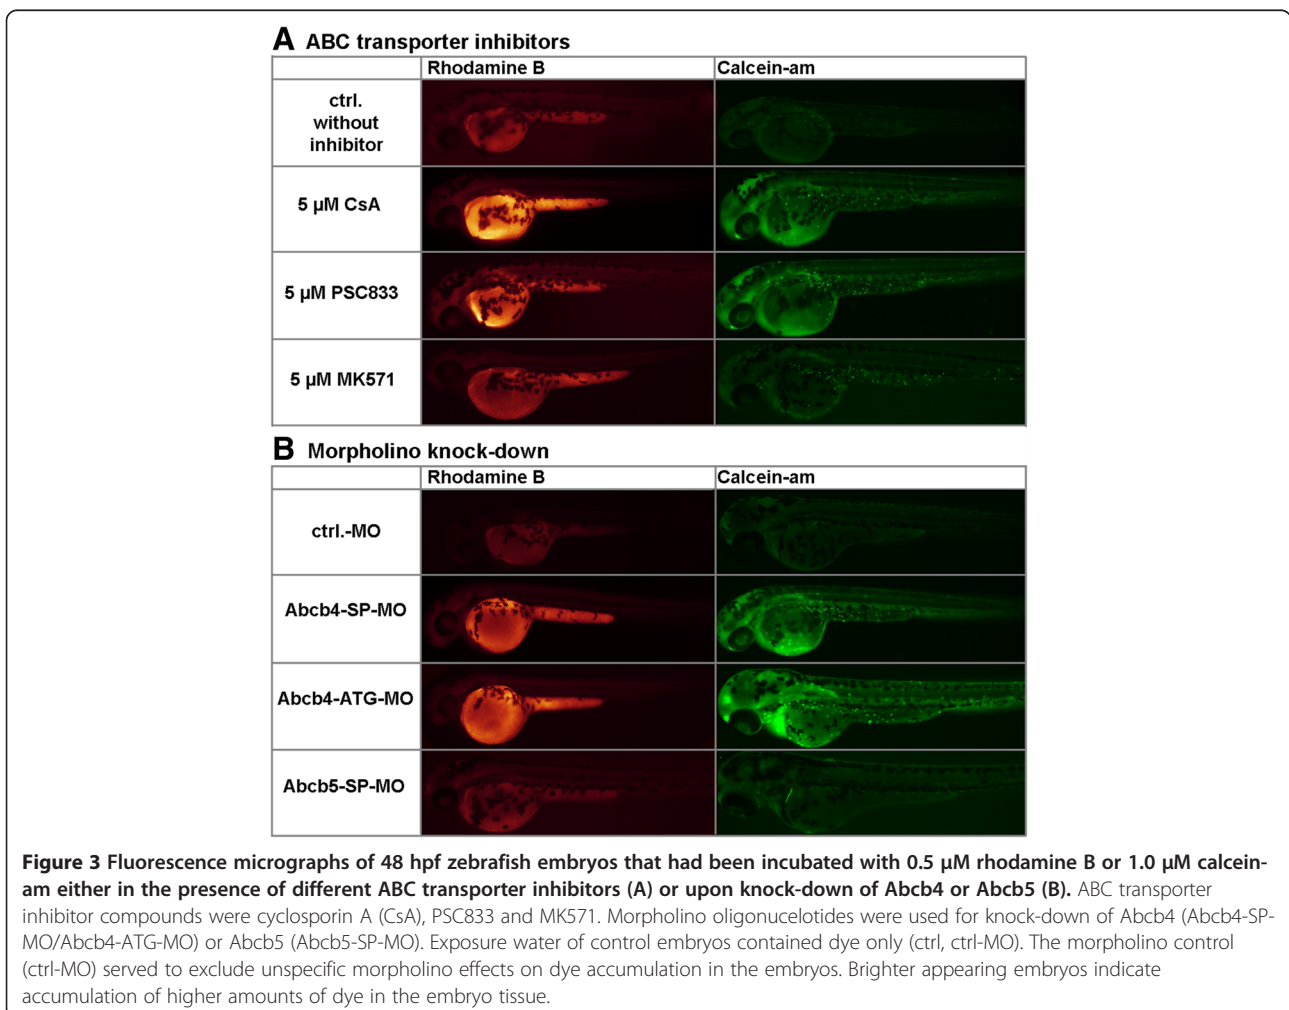 A ABC transporter inhibitors
Rhodamine B Calcein-am
ctrl.
without
inhibitor
5 µM CsA
5 µM PSC833
5 µM MK571
B Morpholino knock-down
Rhodamine B Calcein-am
ctrl.-MO
Abcb4-SP-MO
Abcb4-ATG-MO
Abcb5-SP-MO
Figure 3 Fluorescence micrographs of 48 hpf zebrafish embryos that had been incubated with 0.5 µM rhodamine B or 1.0 µM calcein-
am either in the presence of different ABC transporter inhibitors (A) or upon knock-down of Abcb4 or Abcb5 (B). ABC transporter
inhibitor compounds were cyclosporin A (CsA), PSC833 and MK571. Morpholino oligonucelotides were used for knock-down of Abcb4 (Abcb4-SP-
MO/Abcb4-ATG-MO) or Abcb5 (Abcb5-SP-MO). Exposure water of control embryos contained dye only (ctrl, ctrl-MO). The morpholino control
(ctrl-MO) served to exclude unspecific morpholino effects on dye accumulation in the embryos. Brighter appearing embryos indicate
accumulation of higher amounts of dye in the embryo tissue.